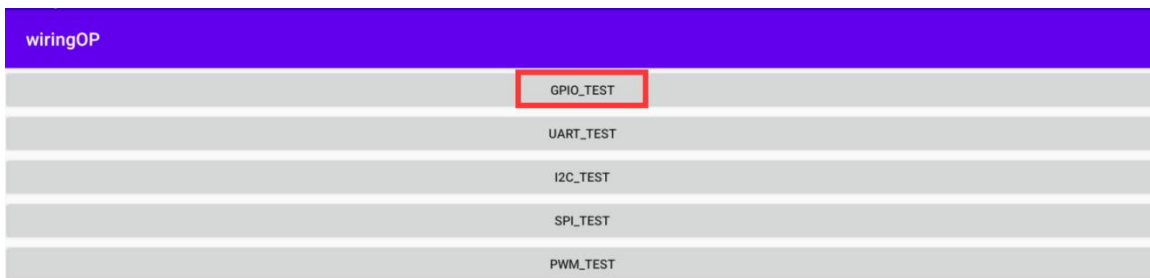 wiringOP
GPIO_TEST
UART_TEST
I2C_TEST
SPI_TEST
PWM_TEST